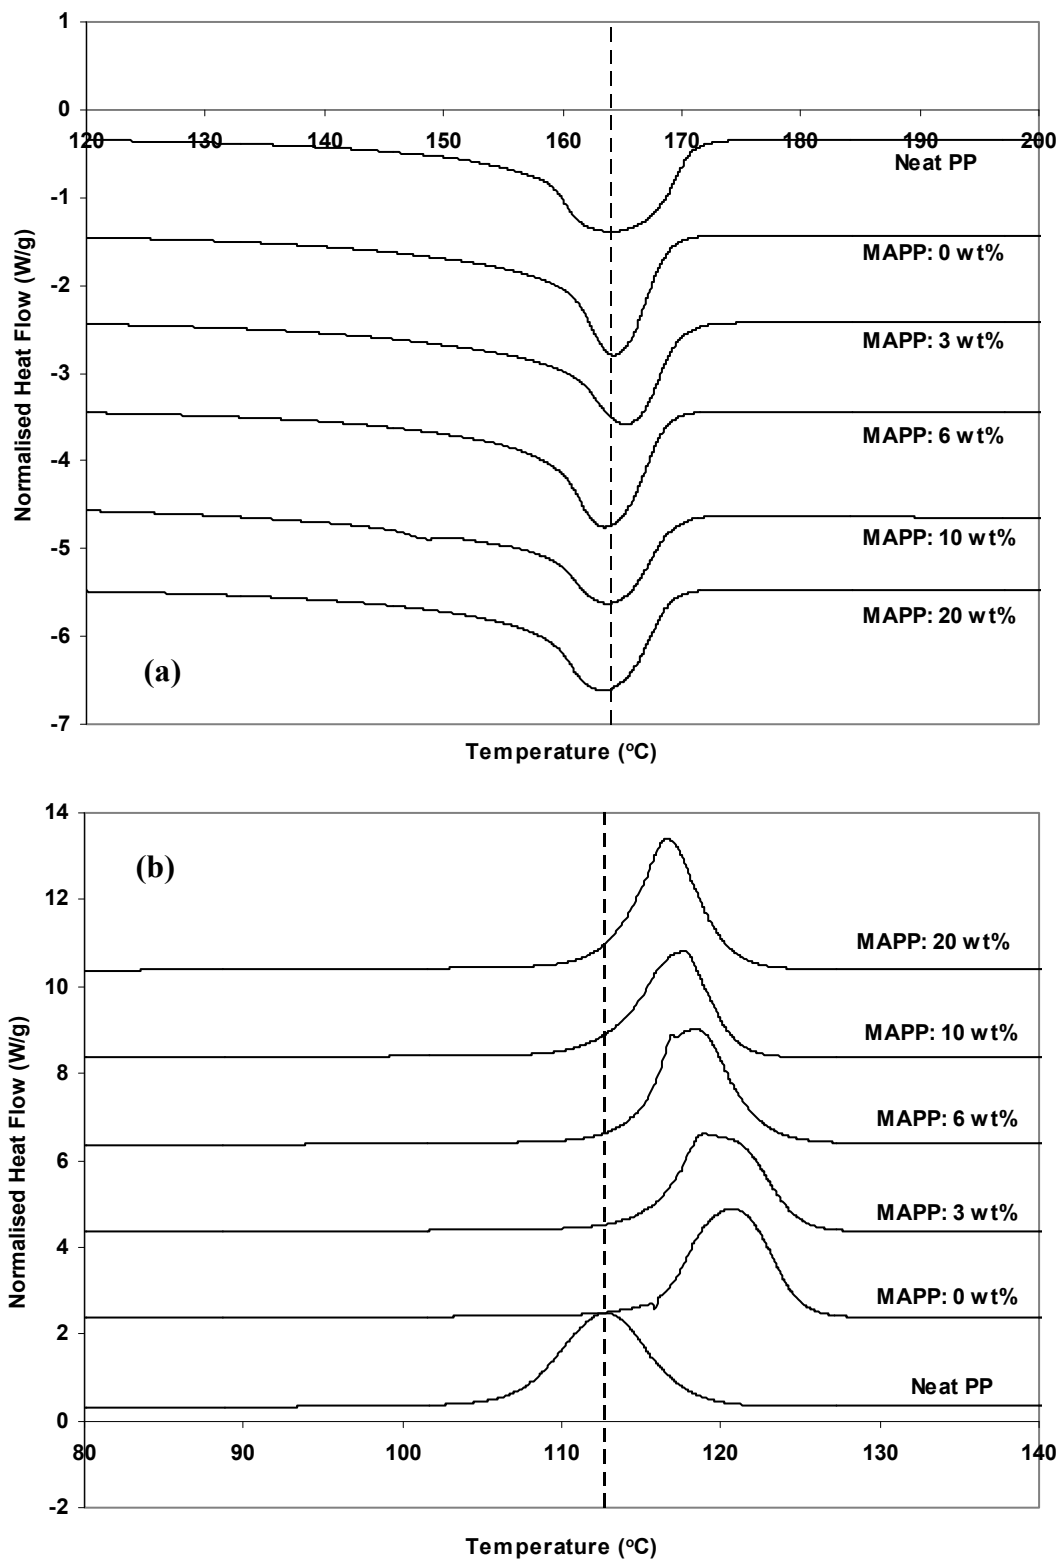 1
0
120 130 140 150 160 170 180 190 200
Neat PP
-1
MAPP: 0 wt%
-2
MAPP: 3 wt%
-3
MAPP: 6 wt%
-4
MAPP: 10 wt%
-5
MAPP: 20 wt%
-6
(a)
-7
Normalised Heat Flow (W/g)
Temperature (°C)
14
(b)
12
MAPP: 20 wt%
10
MAPP: 10 wt%
8
MAPP: 6 wt%
6
MAPP: 3 wt%
4
MAPP: 0 wt%
2
Neat PP
0
80 90 100 110 120 130 140
-2
Normalised Heat Flow (W/g)
Temperature (°C)